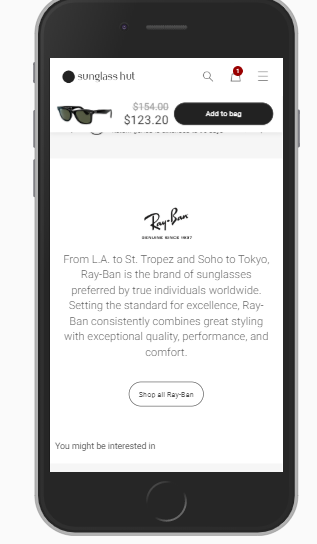 sunglass hut
1
$154.00
$123.20
Add to bag
Ray-Ban
GENUINE SINCE 1937
From L.A. to St. Tropez and Soho to Tokyo,
Ray-Ban is the brand of sunglasses
preferred by true individuals worldwide.
Setting the standard for excellence, Ray-
Ban consistently combines great styling
with exceptional quality, performance, and
comfort.
Shop all Ray-Ban
You might be interested in